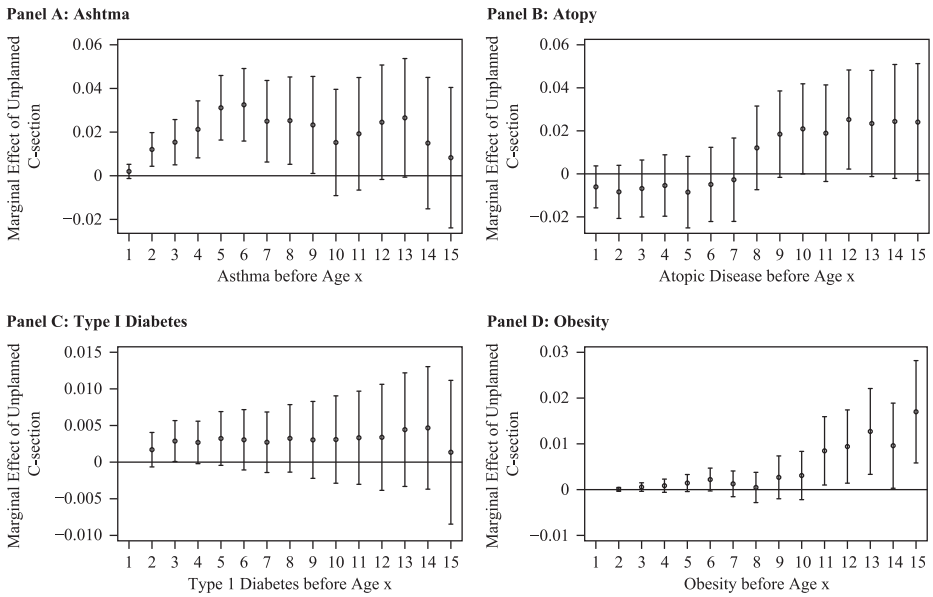 Panel A: Ashtma
Marginal Effect of Unplanned
C-section
0.06
0.04
0.02
0
−0.02
1 2 3 4 5 6 7 8 9 10 11 12 13 14 15
Asthma before Age x
Panel B: Atopy
Marginal Effect of Unplanned
C-section
0.06
0.04
0.02
0
−0.02
1 2 3 4 5 6 7 8 9 10 11 12 13 14 15
Atopic Disease before Age x
Panel C: Type I Diabetes
Marginal Effect of Unplanned
C-section
0.015
0.010
0.005
0
−0.005
−0.010
1 2 3 4 5 6 7 8 9 10 11 12 13 14 15
Type 1 Diabetes before Age x
Panel D: Obesity
Marginal Effect of Unplanned
C-section
0.03
0.02
0.01
0
−0.01
1 2 3 4 5 6 7 8 9 10 11 12 13 14 15
Obesity before Age x